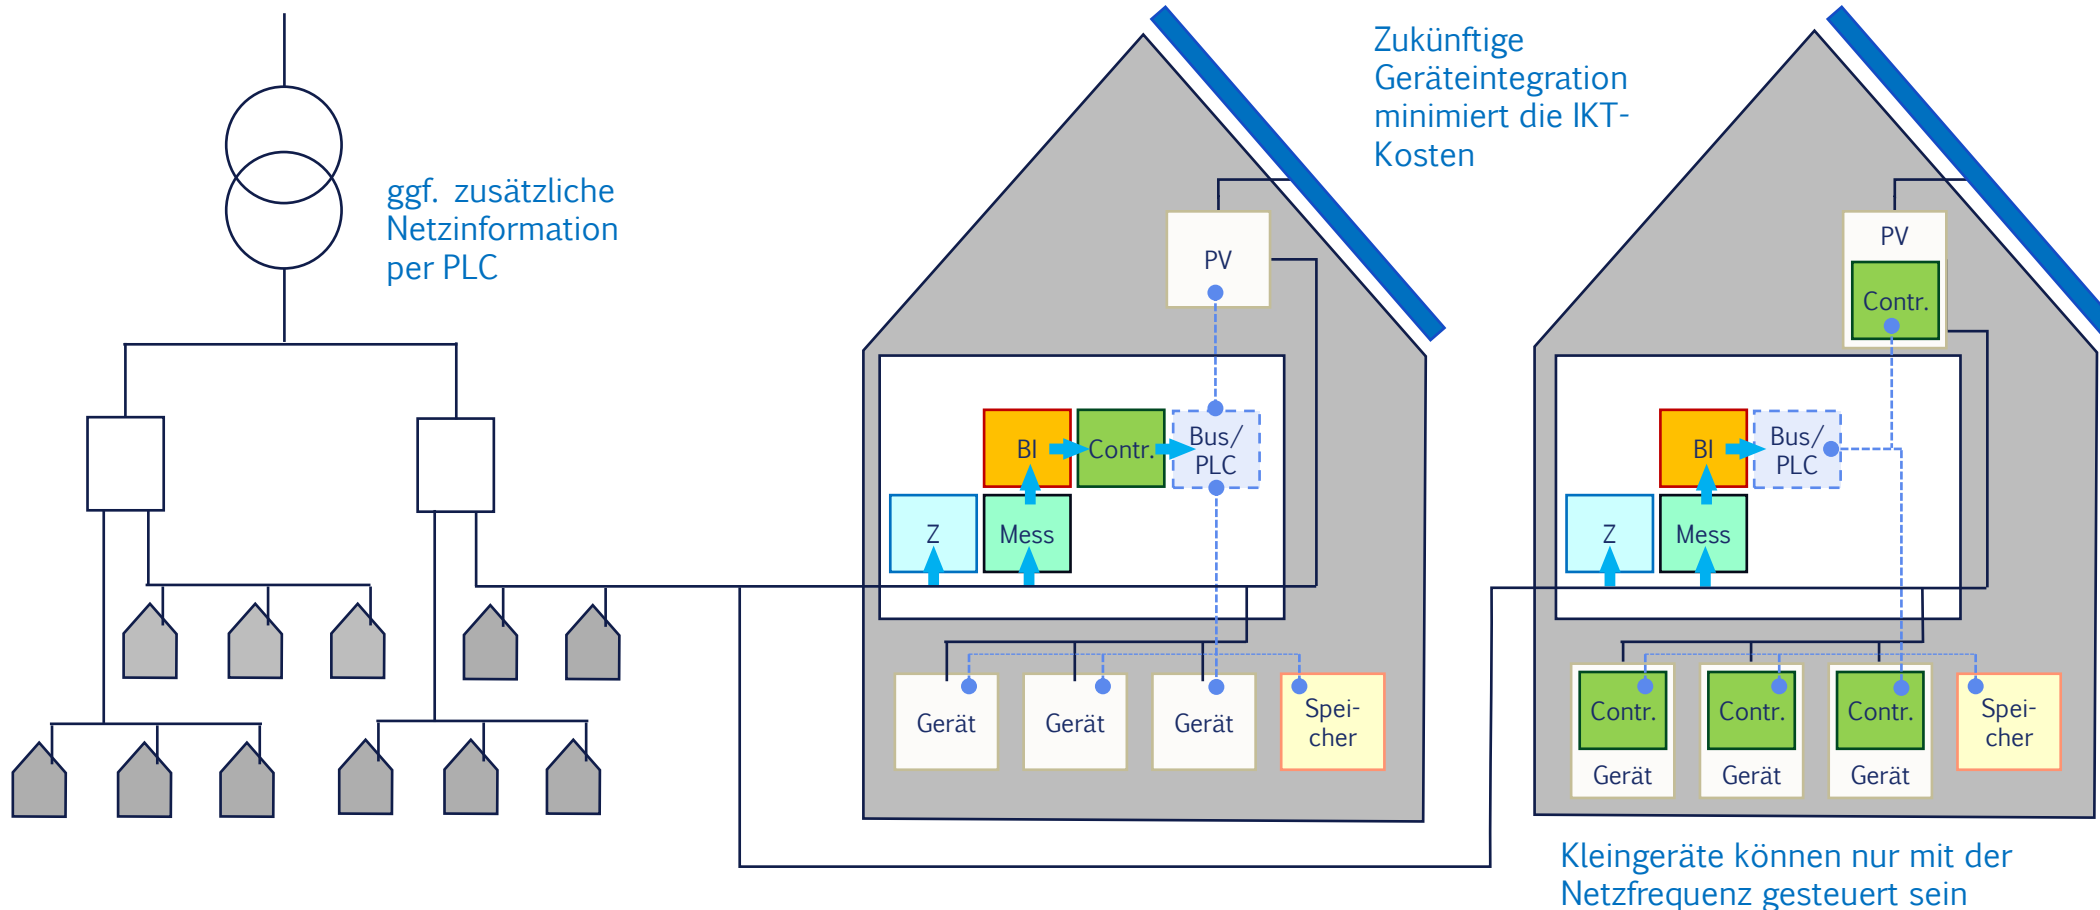 ggf. zusätzliche
Netzinformation
per PLC
Zukünftige
Geräteintegration
minimiert die IKT-
Kosten
PV
BI
Contr.
Bus/
PLC
Z
Mess
Gerät
Gerät
Gerät
Spei-
cher
PV
Contr.
BI
Bus/
PLC
Z
Mess
Contr.
Gerät
Contr.
Gerät
Contr.
Gerät
Spei-
cher
Kleingeräte können nur mit der
Netzfrequenz gesteuert sein